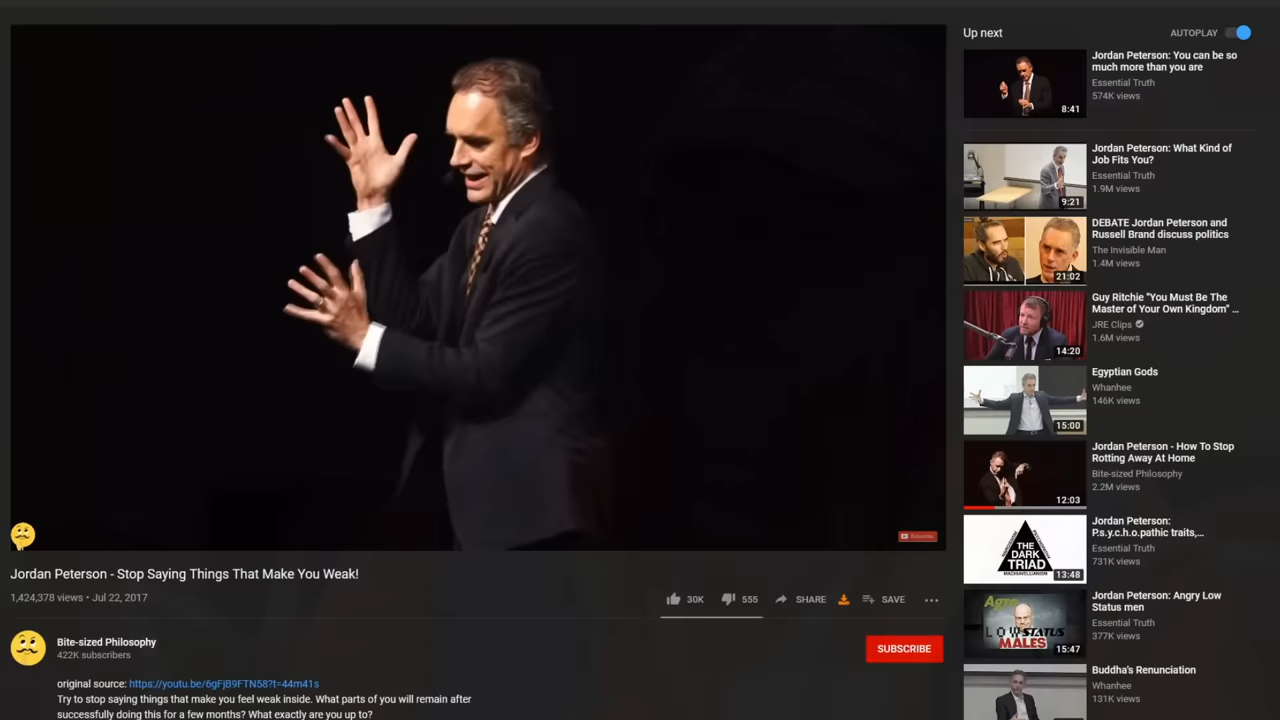 Up next
AUTOPLAY
Jordan Peterson: You can be so
much more than you are
Essential Truth
574K views
8:41
Jordan Peterson: What Kind of
Job Fits You?
Essential Truth
1.9M views
9:21
DEBATE Jordan Peterson and
Russell Brand discuss politics
The Invisible Man
1.4M views
21:02
Guy Ritchie "You Must Be The
Master of Your Own Kingdom" ...
JRE Clips
1.6M views
14:20
Egyptian Gods
Whanhee
146K views
15:00
Jordan Peterson - How To Stop
Rotting Away At Home
Bite-sized Philosophy
2.2M views
12:03
Jordan Peterson:
P.s.y.c.h.o.pathic traits,...
Essential Truth
731K views
THE
DARK
TRIAD
MACHIAVELLIANISM
13:48
Jordan Peterson: Angry Low
Status men
Essential Truth
377K views
LOW STATUS
MALES
15:47
Buddha's Renunciation
Whanhee
131K views
Subscribe
Jordan Peterson - Stop Saying Things That Make You Weak!
1,424,378 views • Jul 22, 2017
30K
555
SHARE
SAVE
Bite-sized Philosophy
422K subscribers
SUBSCRIBE
original source: https://youtu.be/6gFjB9FTN58?t=44m41s
Try to stop saying things that make you feel weak inside. What parts of you will remain after
successfully doing this for a few months? What exactly are you up to?